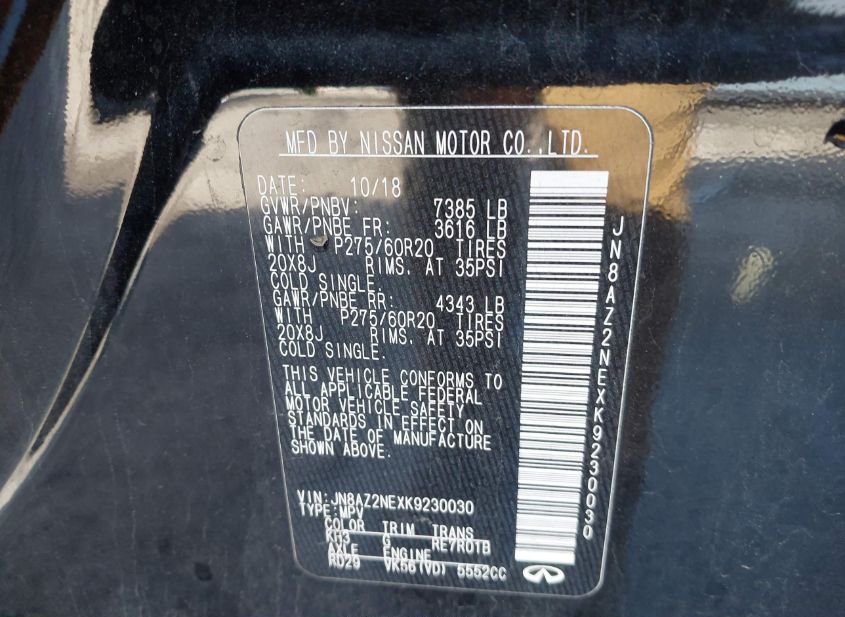 MFD BY NISSAN MOTOR CO.,LTD.
DATE: 10/18
GVWR/PNBV: 7385 LB
GAWR/PNBE FR: 3616 LB
WITH P275/60R20 TIRES
20X8J RIMS. AT 35PSI
COLD SINGLE.
GAWR/PNBE RR: 4343 LB
WITH P275/60R20 TIRES
20X8J RIMS. AT 35PSI
COLD SINGLE.
THIS VEHICLE CONFORMS TO
ALL APPLICABLE FEDERAL
MOTOR VEHICLE SAFETY
STANDARDS IN EFFECT ON
THE DATE OF MANUFACTURE
SHOWN ABOVE.
VIN:JN8AZ2NEXK9230030
TYPE:MPV
COLOR TRIM TRANS
KH3 G RE7R01B
AXLE ENGINE
RD29 VK56(VD) 5552CC
JN8AZ2NEXK9230030